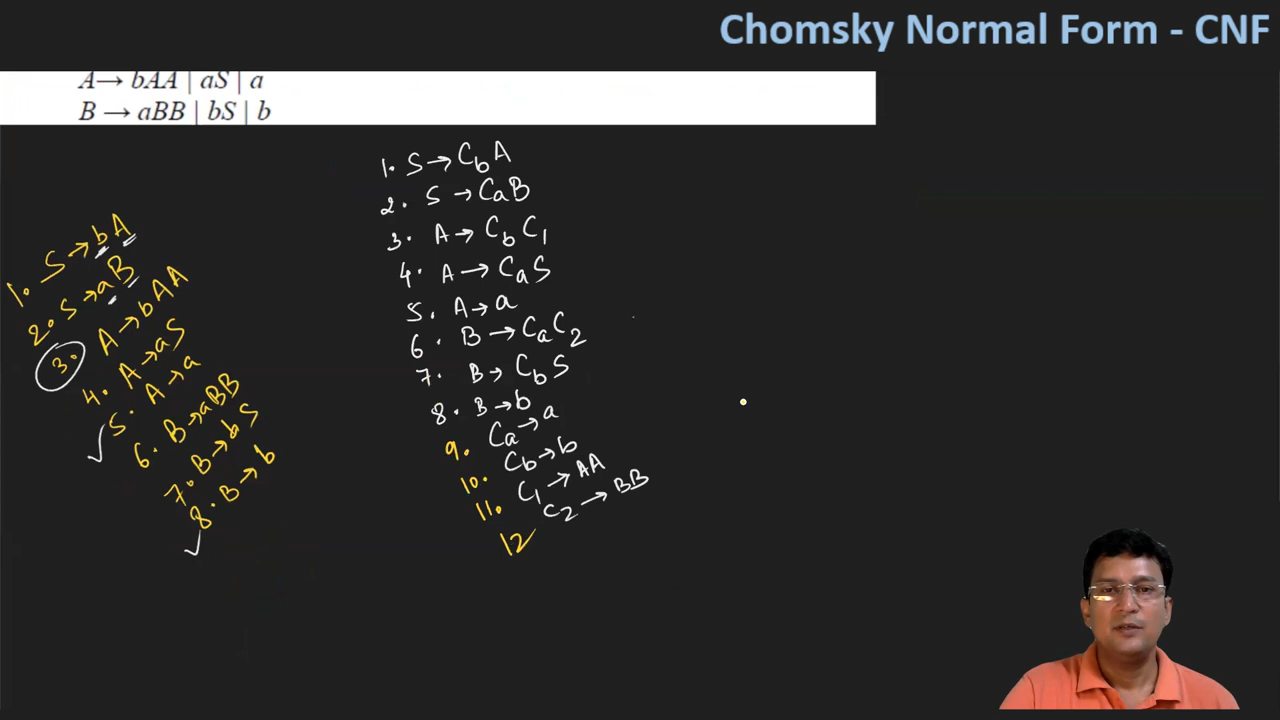 Chomsky Normal Form - CNF
A→ bAA | aS | a
B → aBB | bS | b
1. S → bA
2. S → aB
3. A → bAA
4. A → aS
5. A → a
6. B → aBB
7. B → bS
8. B → b
1. S → CbA
2. S → CaB
3. A → CbC1
4. A → CaS
5. A → a
6. B → CaC2
7. B → CbS
8. B → b
9. Ca → a
10. Cb → b
11. C1 → AA
12 C2 → BB